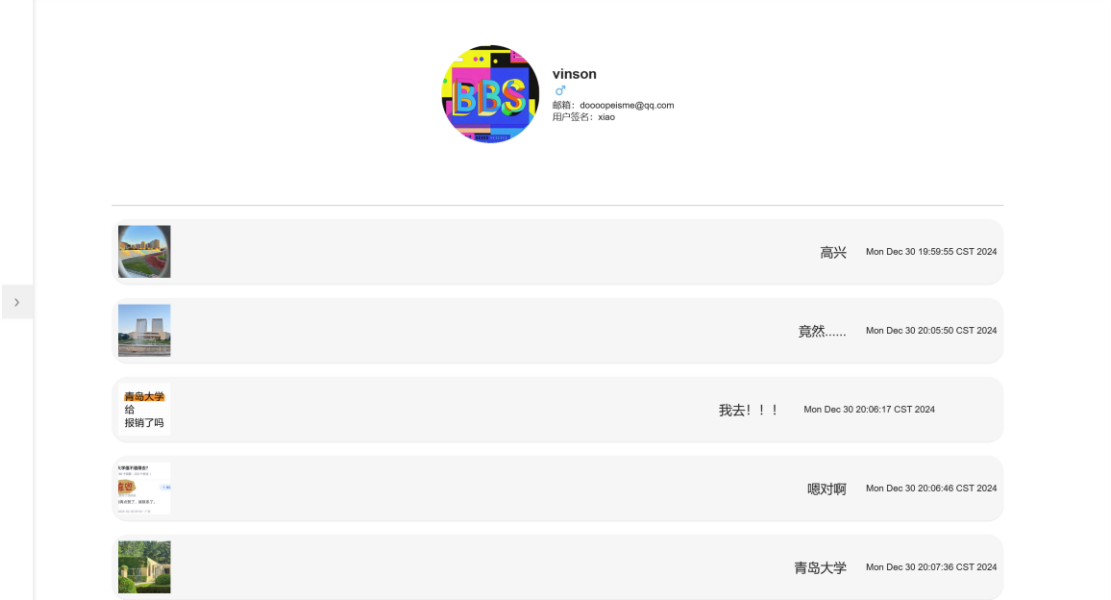 BBS
vinson
邮箱：doooopeisme@qq.com
用户签名：xiao
高兴 Mon Dec 30 19:59:55 CST 2024
竟然...... Mon Dec 30 20:05:50 CST 2024
青岛大学
给
报销了吗
我去！！！ Mon Dec 30 20:06:17 CST 2024
嗯对啊 Mon Dec 30 20:06:46 CST 2024
青岛大学 Mon Dec 30 20:07:36 CST 2024